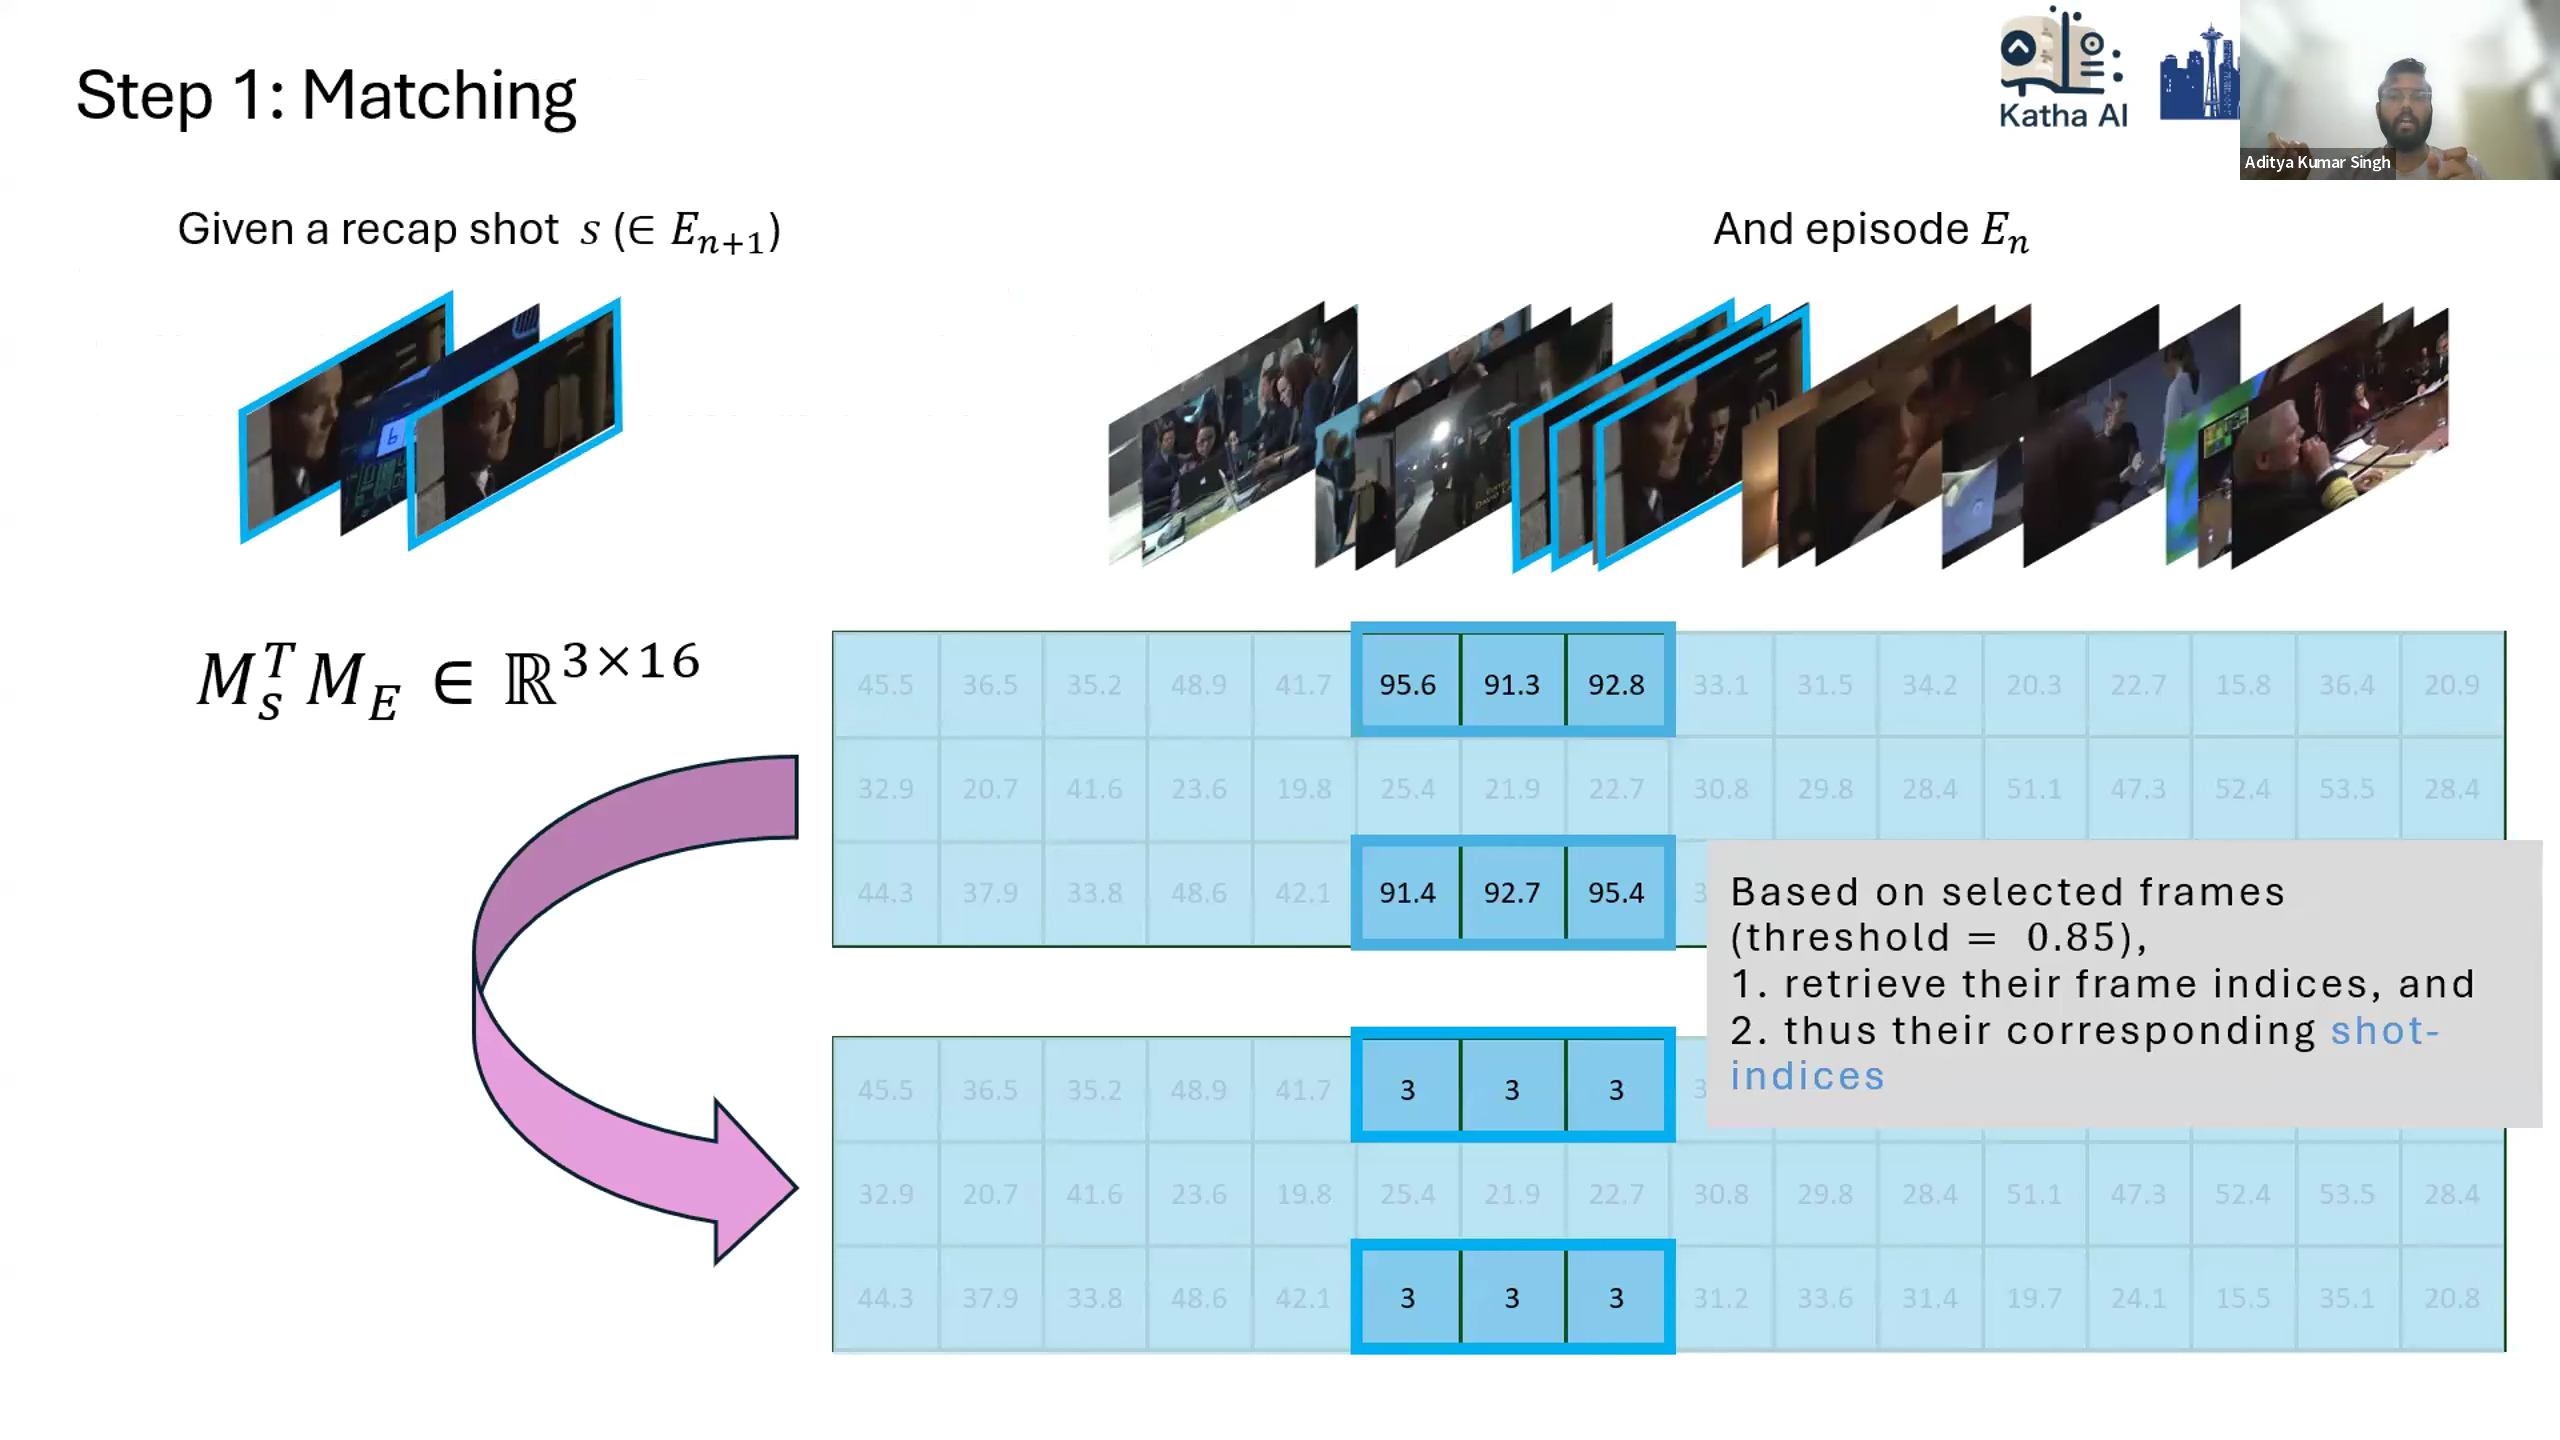 Step 1: Matching
Katha AI
Aditya Kumar Singh
Given a recap shot s (∈ Eₙ₊₁)
And episode Eₙ
M_s^T M_E ∈ ℝ^{3×16}
45.5 36.5 35.2 48.9 41.7 95.6 91.3 92.8 33.1 31.5 34.2 20.3 22.7 15.8 36.4 20.9
32.9 20.7 41.6 23.6 19.8 25.4 21.9 22.7 30.8 29.8 28.4 51.1 47.3 52.4 53.5 28.4
44.3 37.9 33.8 48.6 42.1 91.4 92.7 95.4
Based on selected frames
(threshold = 0.85),
1. retrieve their frame indices, and
2. thus their corresponding shot-
indices
45.5 36.5 35.2 48.9 41.7 3 3 3
32.9 20.7 41.6 23.6 19.8 25.4 21.9 22.7 30.8 29.8 28.4 51.1 47.3 52.4 53.5 28.4
44.3 37.9 33.8 48.6 42.1 3 3 3 31.2 33.6 31.4 19.7 24.1 15.5 35.1 20.8